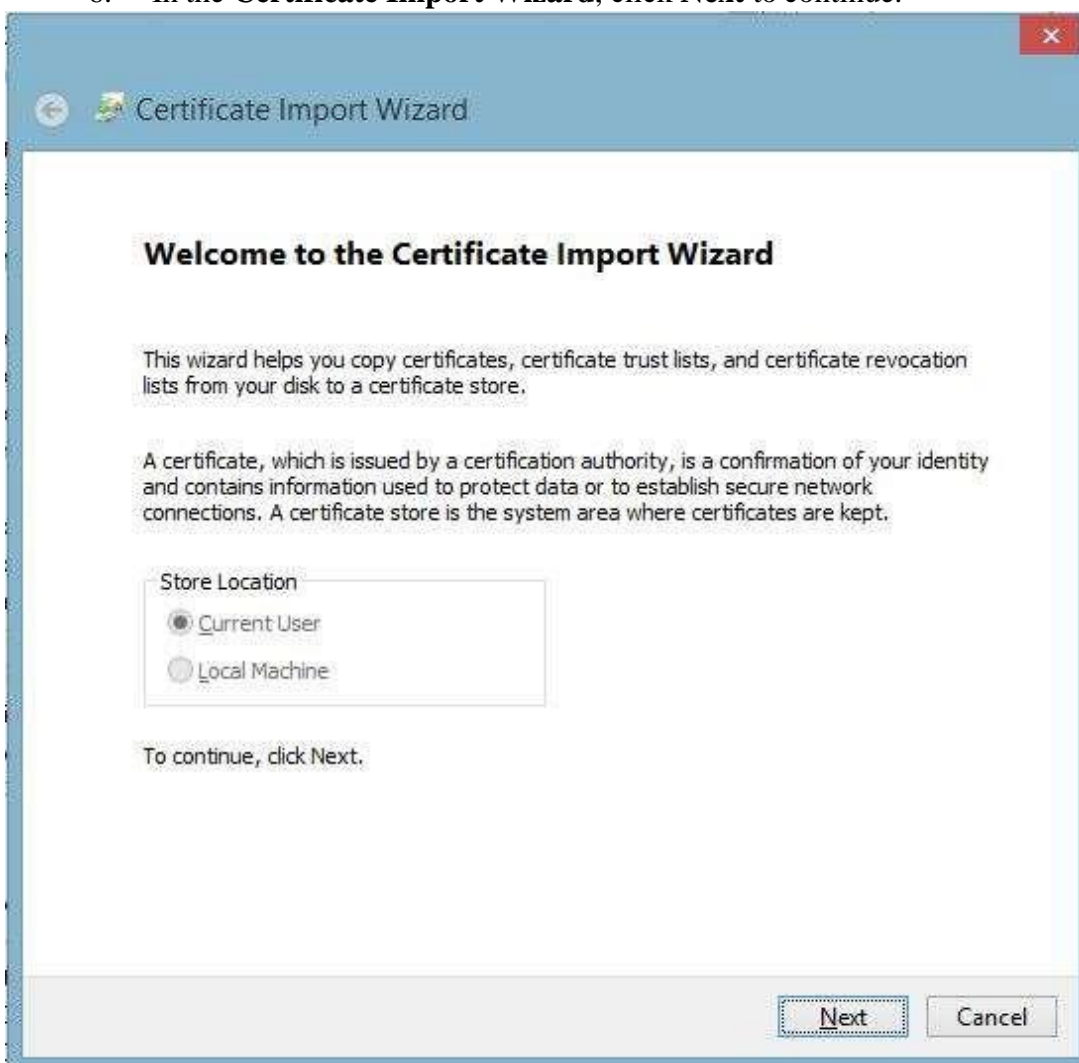 In the Certificate Import Wizard, click Next to continue.
Certificate Import Wizard
Welcome to the Certificate Import Wizard
This wizard helps you copy certificates, certificate trust lists, and certificate revocation
lists from your disk to a certificate store.
A certificate, which is issued by a certification authority, is a confirmation of your identity
and contains information used to protect data or to establish secure network
connections. A certificate store is the system area where certificates are kept.
Store Location
Current User
Local Machine
To continue, click Next.
Next
Cancel